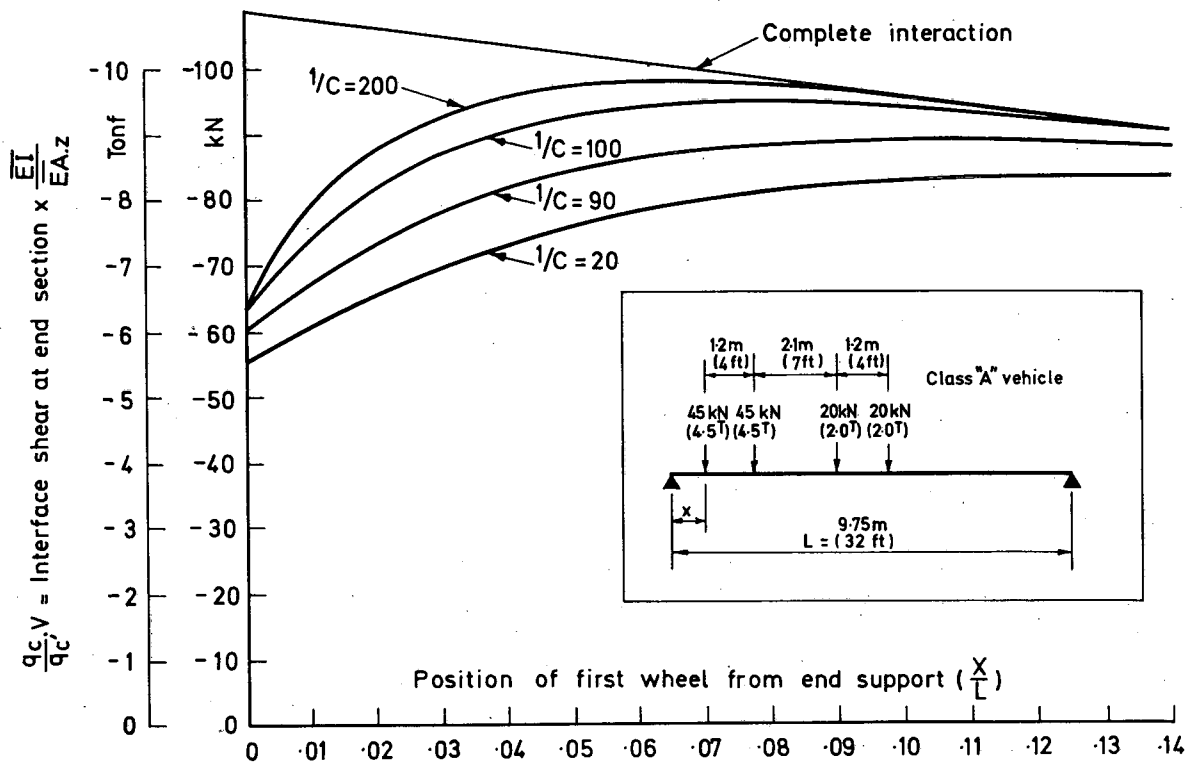 Complete interaction
1/C = 200
1/C = 100
1/C = 90
1/C = 20
qc/qc'.V = Interface shear at end section x EI/EA.z
Tonf
-10
-9
-8
-7
-6
-5
-4
-3
-2
-1
0
kN
-100
-80
-70
-60
-50
-40
-30
-20
-10
-0
1·2m (4ft)
2·1m (7ft)
1·2m (4ft)
Class "A" vehicle
45 kN (4·5T)
45 kN (4·5T)
20kN (2·0T)
20kN (2·0T)
x
9·75m
L = (32 ft)
Position of first wheel from end support (X/L)
0 ·01 ·02 ·03 ·04 ·05 ·06 ·07 ·08 ·09 ·10 ·11 ·12 ·13 ·14